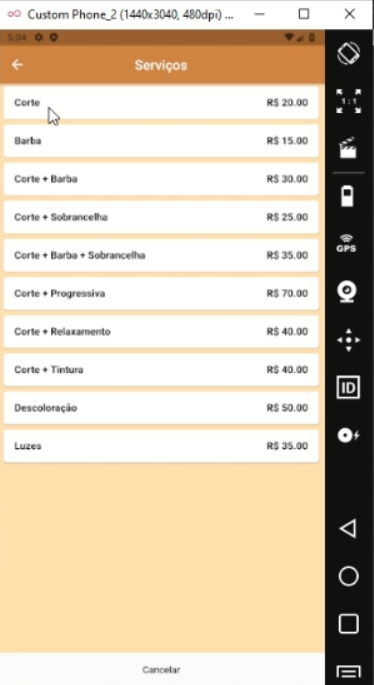 Custom Phone_2 (1440x3040, 480dpi) ...
5:04
Serviços
Corte R$ 20.00
Barba R$ 15.00
Corte + Barba R$ 30.00
Corte + Sobrancelha R$ 25.00
Corte + Barba + Sobrancelha R$ 35.00
Corte + Progressiva R$ 70.00
Corte + Relaxamento R$ 40.00
Corte + Tintura R$ 40.00
Descoloração R$ 50.00
Luzes R$ 35.00
Cancelar
1:1
GPS
ID